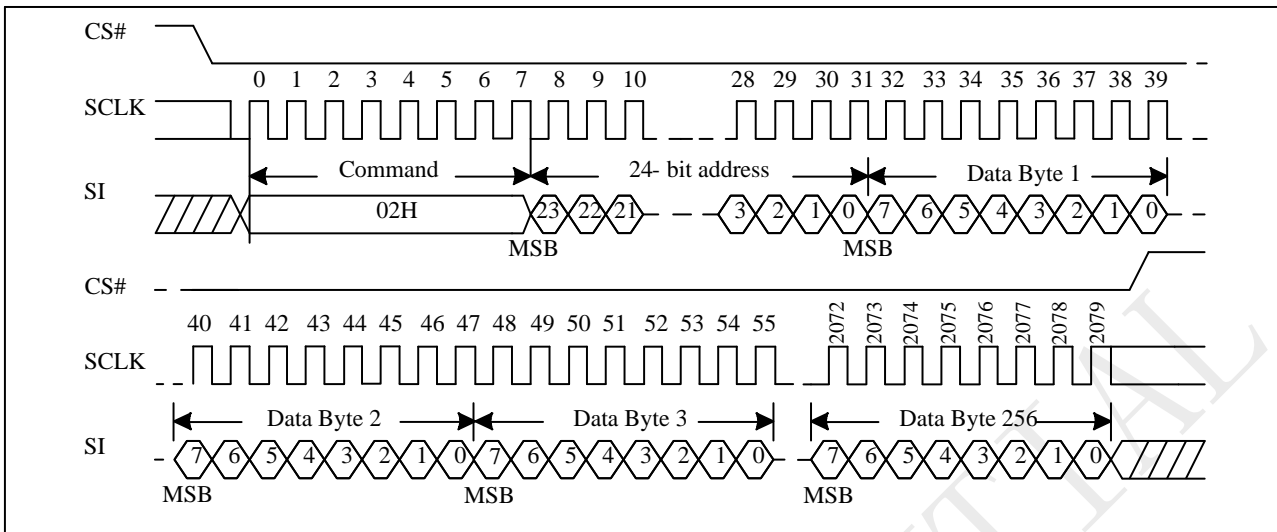 CS#
0 1 2 3 4 5 6 7 8 9 10 28 29 30 31 32 33 34 35 36 37 38 39
SCLK
Command 24- bit address Data Byte 1
SI
02H 23 22 21 3 2 1 0 7 6 5 4 3 2 1 0
MSB MSB
CS#
40 41 42 43 44 45 46 47 48 49 50 51 52 53 54 55 2072 2073 2074 2075 2076 2077 2078 2079
SCLK
Data Byte 2 Data Byte 3 Data Byte 256
SI
7 6 5 4 3 2 1 0 7 6 5 4 3 2 1 0 7 6 5 4 3 2 1 0
MSB MSB MSB
TIAL